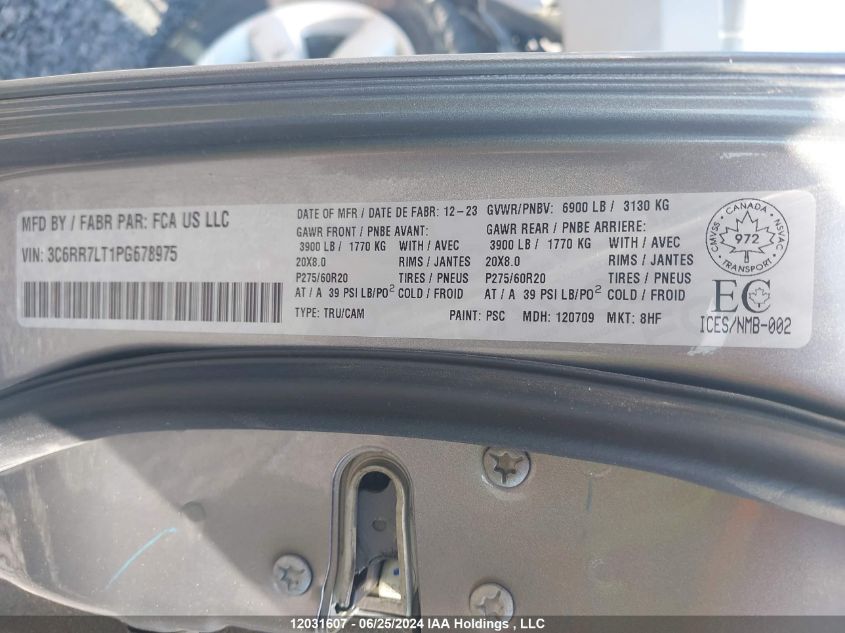 MFD BY / FABR PAR: FCA US LLC
VIN: 3C6RR7LT1PG678975
DATE OF MFR / DATE DE FABR: 12-23 GVWR/PNBV: 6900 LB / 3130 KG
GAWR FRONT / PNBE AVANT: GAWR REAR / PNBE ARRIERE:
3900 LB / 1770 KG WITH / AVEC 3900 LB / 1770 KG WITH / AVEC
20X8.0 RIMS / JANTES 20X8.0 RIMS / JANTES
P275/60R20 TIRES / PNEUS P275/60R20 TIRES / PNEUS
AT / A 39 PSI LB/PO² COLD / FROID AT / A 39 PSI LB/PO² COLD / FROID
TYPE: TRU/CAM PAINT: PSC MDH: 120709 MKT: 8HF
CANADA
CMVSS 972 NSVAC
TRANSPORT
EC
ICES/NMB-002
12031607 - 06/25/2024 IAA Holdings , LLC